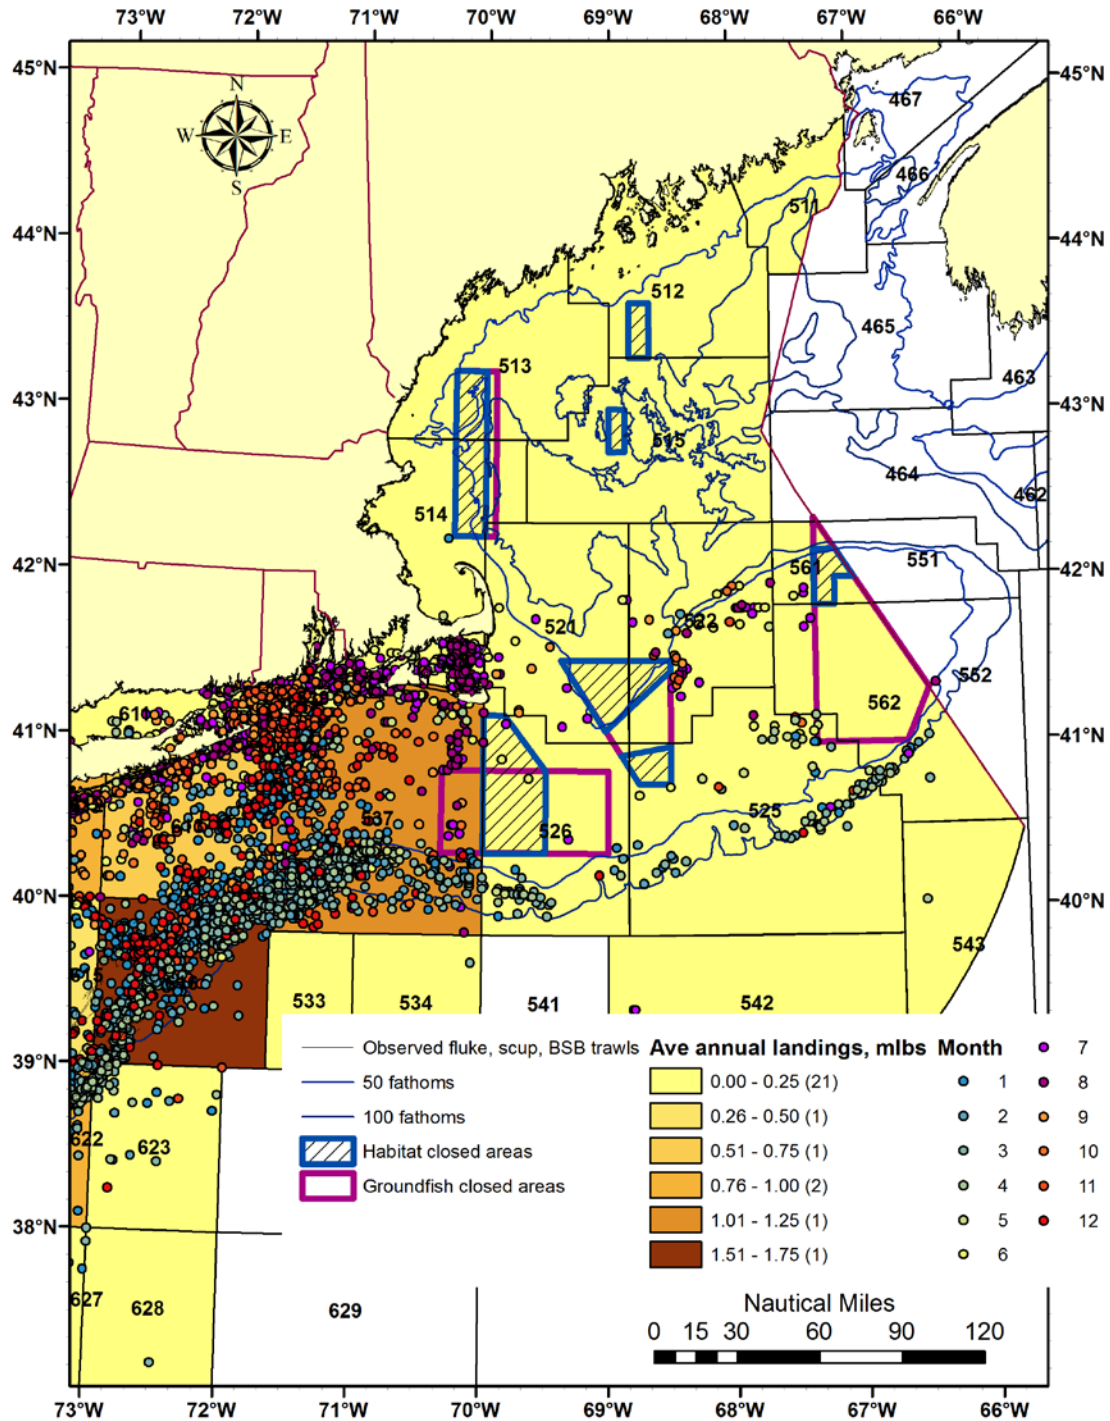 73°W 72°W 71°W 70°W 69°W 68°W 67°W 66°W
45°N 45°N
N
W E
S
467
466
511
44°N 44°N
512
465
513
463
43°N 43°N
515
464
462
514
42°N 42°N
561 551
521 522
552
562
611
41°N 41°N
525
537
526
40°N 40°N
543
533 534 541 542
39°N 39°N
622
623
38°N
627
628
629
Observed fluke, scup, BSB trawls
50 fathoms
100 fathoms
Habitat closed areas
Groundfish closed areas
Ave annual landings, mlbs
0.00 - 0.25 (21)
0.26 - 0.50 (1)
0.51 - 0.75 (1)
0.76 - 1.00 (2)
1.01 - 1.25 (1)
1.51 - 1.75 (1)
Month
1
2
3
4
5
6
7
8
9
10
11
12
Nautical Miles
0 15 30 60 90 120
73°W 72°W 71°W 70°W 69°W 68°W 67°W 66°W